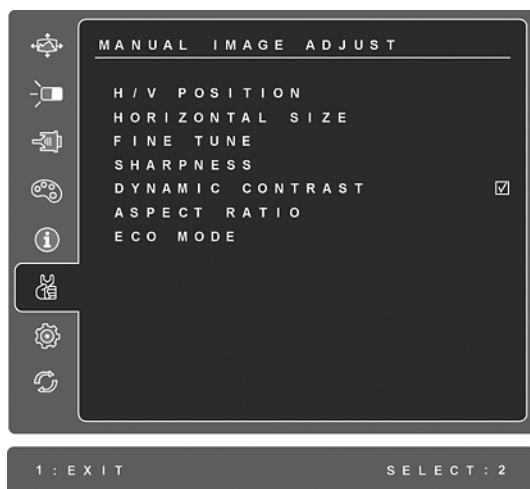 MANUAL IMAGE ADJUST
H/V POSITION
HORIZONTAL SIZE
FINE TUNE
SHARPNESS
DYNAMIC CONTRAST
ASPECT RATIO
ECO MODE
1:EXIT SELECT:2